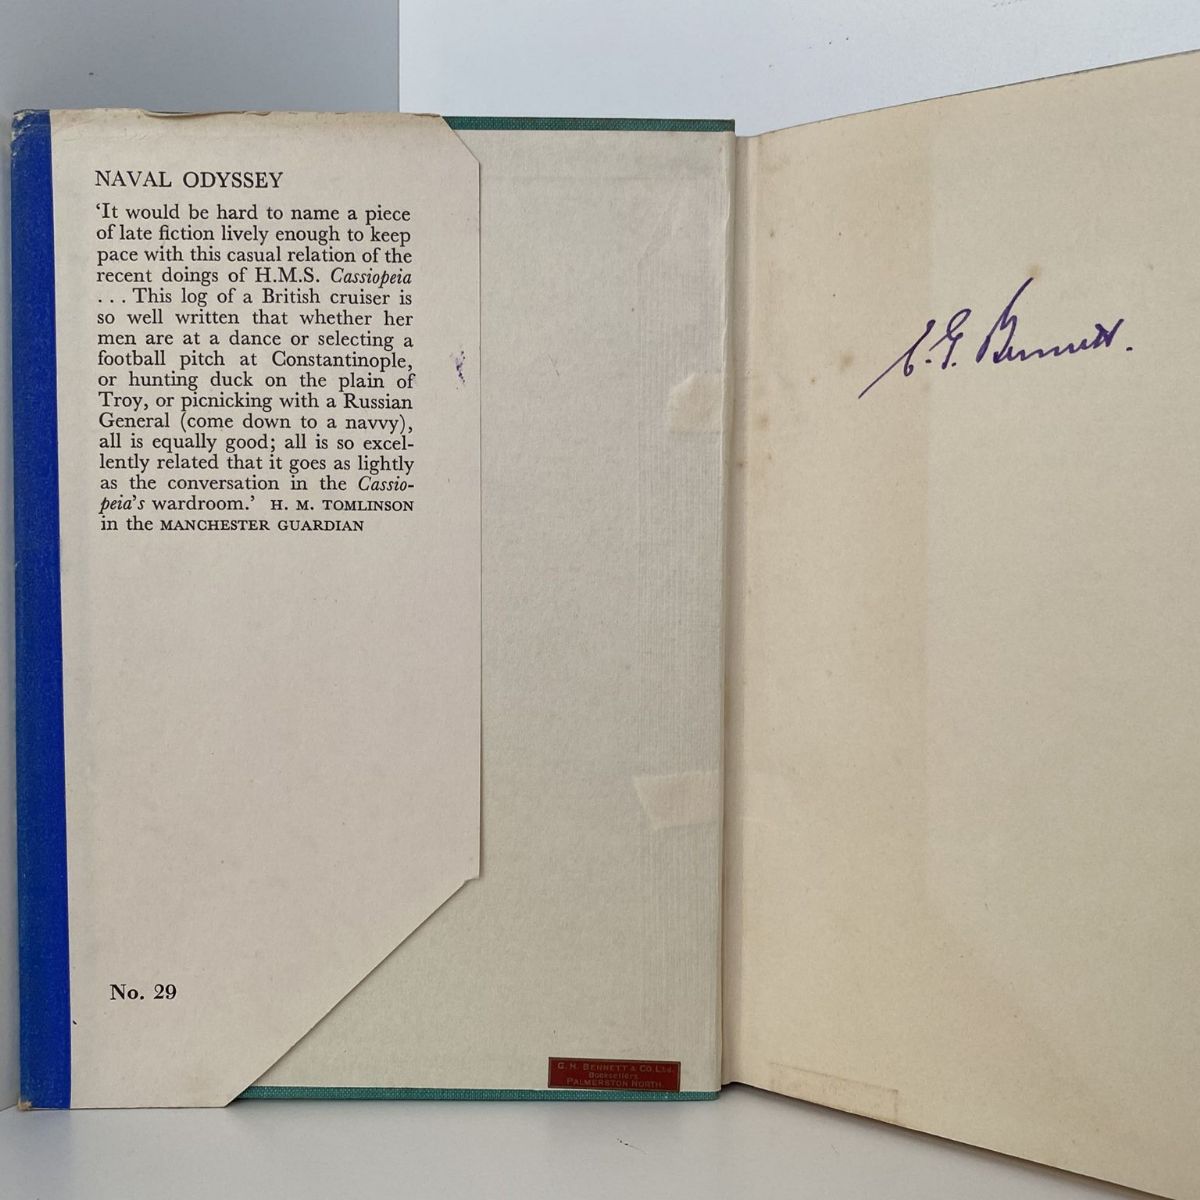 NAVAL ODYSSEY
‘It would be hard to name a piece
of late fiction lively enough to keep
pace with this casual relation of the
recent doings of H.M.S. Cassiopeia
. . . This log of a British cruiser is
so well written that whether her
men are at a dance or selecting a
football pitch at Constantinople,
or hunting duck on the plain of
Troy, or picnicking with a Russian
General (come down to a navvy),
all is equally good; all is so excel-
lently related that it goes as lightly
as the conversation in the Cassio-
peia's wardroom.’ H. M. TOMLINSON
in the MANCHESTER GUARDIAN
No. 29
G. H. BENNETT & CO. LTD.
Booksellers
PALMERSTON NORTH.
Bennett.